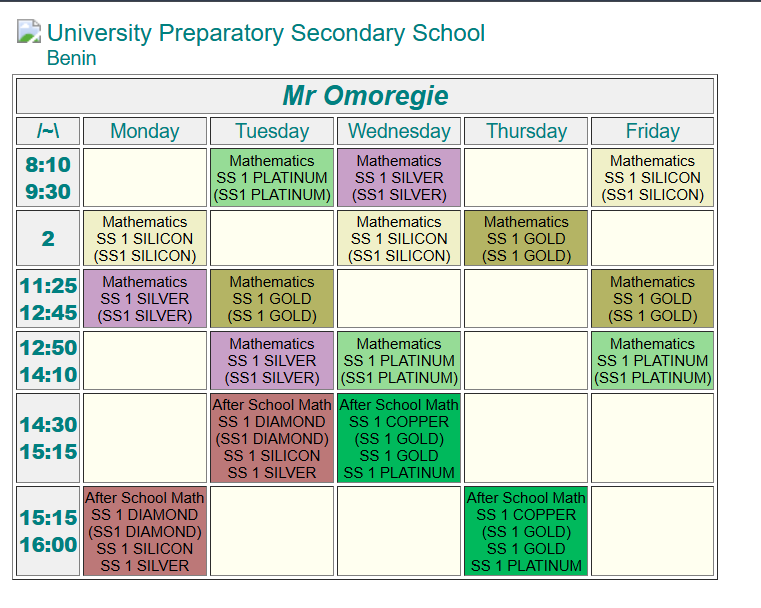 University Preparatory Secondary School
Benin
Mr Omoregie
/~\ Monday Tuesday Wednesday Thursday Friday
8:10
9:30
Mathematics
SS 1 PLATINUM
(SS1 PLATINUM)
Mathematics
SS 1 SILVER
(SS1 SILVER)
Mathematics
SS 1 SILICON
(SS1 SILICON)
2
Mathematics
SS 1 SILICON
(SS1 SILICON)
Mathematics
SS 1 SILICON
(SS1 SILICON)
Mathematics
SS 1 GOLD
(SS 1 GOLD)
11:25
12:45
Mathematics
SS 1 SILVER
(SS1 SILVER)
Mathematics
SS 1 GOLD
(SS 1 GOLD)
Mathematics
SS 1 GOLD
(SS 1 GOLD)
12:50
14:10
Mathematics
SS 1 SILVER
(SS1 SILVER)
Mathematics
SS 1 PLATINUM
(SS1 PLATINUM)
Mathematics
SS 1 PLATINUM
(SS1 PLATINUM)
14:30
15:15
After School Math
SS 1 DIAMOND
(SS1 DIAMOND)
SS 1 SILICON
SS 1 SILVER
After School Math
SS 1 COPPER
(SS 1 GOLD)
SS 1 GOLD
SS 1 PLATINUM
15:15
16:00
After School Math
SS 1 DIAMOND
(SS1 DIAMOND)
SS 1 SILICON
SS 1 SILVER
After School Math
SS 1 COPPER
(SS 1 GOLD)
SS 1 GOLD
SS 1 PLATINUM